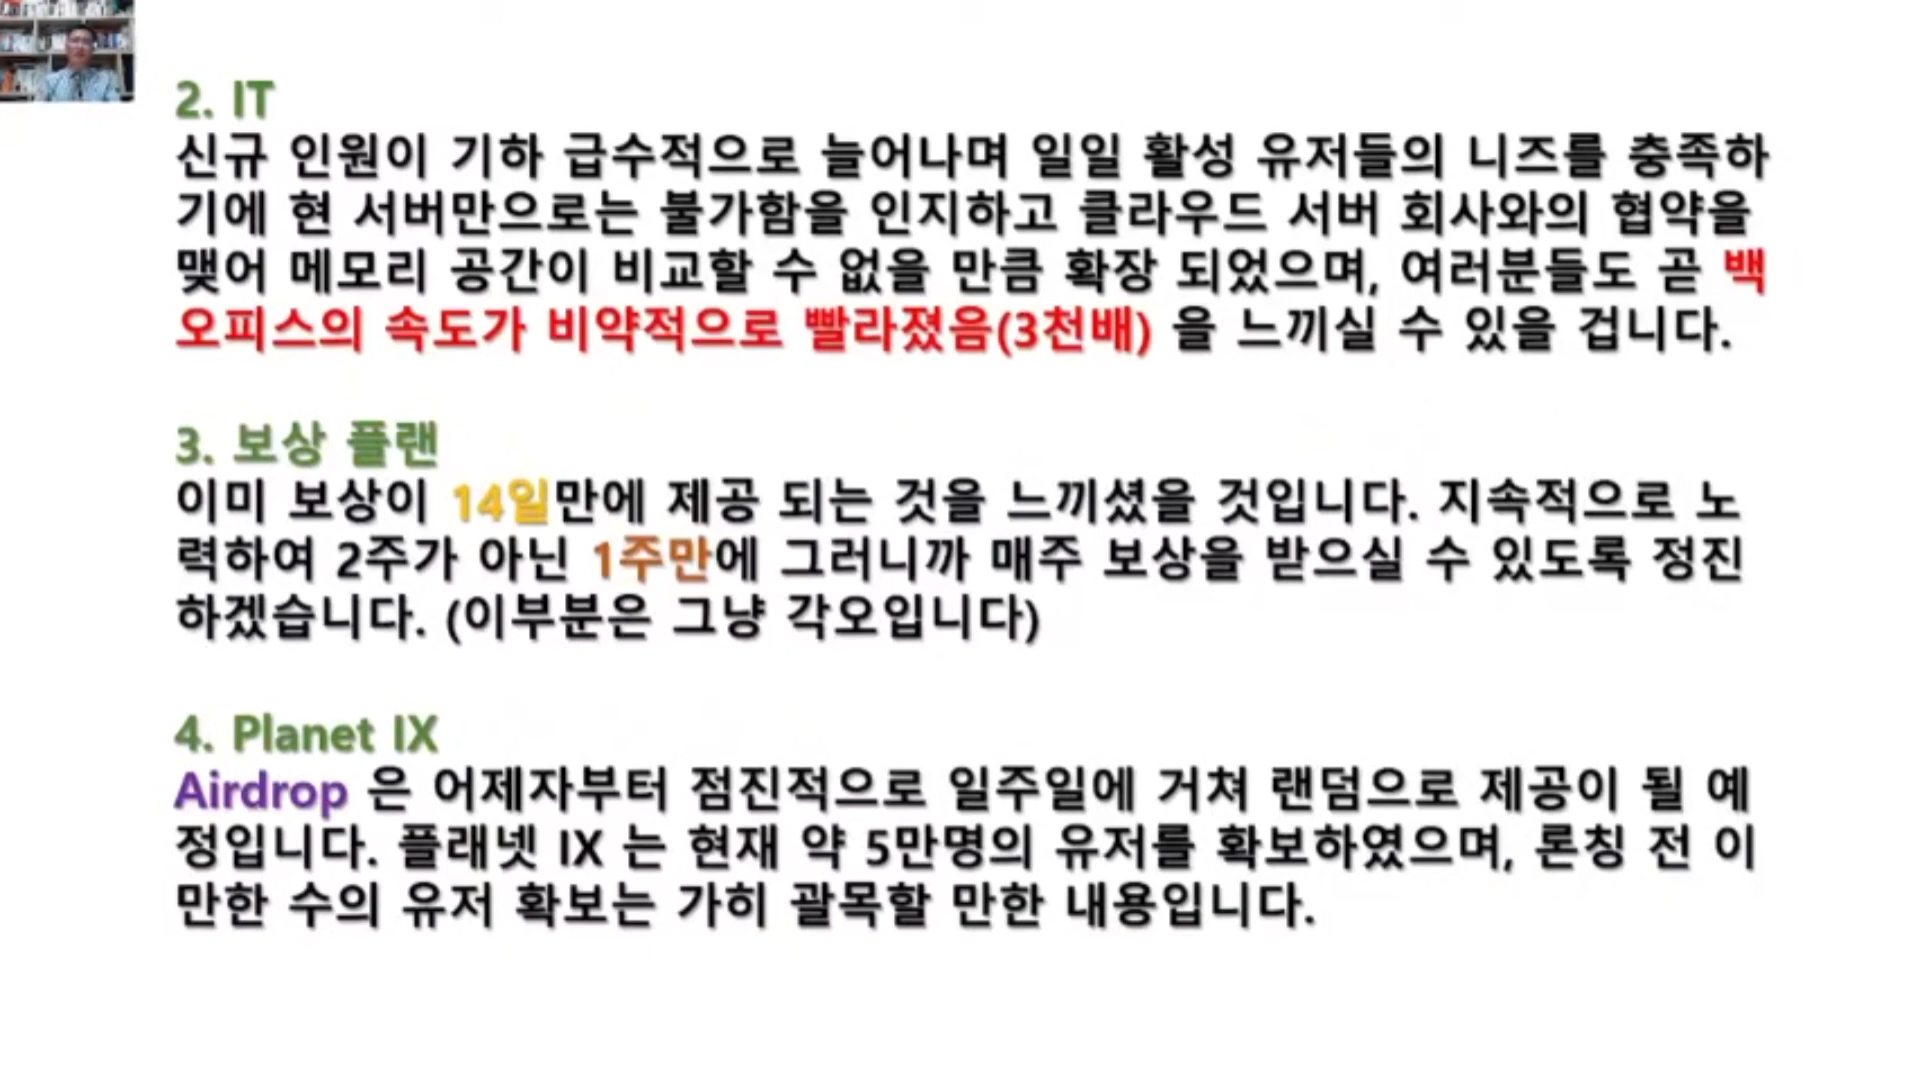 2. IT
신규 인원이 기하 급수적으로 늘어나며 일일 활성 유저들의 니즈를 충족하
기에 현 서버만으로는 불가함을 인지하고 클라우드 서버 회사와의 협약을
맺어 메모리 공간이 비교할 수 없을 만큼 확장 되었으며, 여러분들도 곧 백
오피스의 속도가 비약적으로 빨라졌음(3천배) 을 느끼실 수 있을 겁니다.
3. 보상 플랜
이미 보상이 14일만에 제공 되는 것을 느끼셨을 것입니다. 지속적으로 노
력하여 2주가 아닌 1주만에 그러니까 매주 보상을 받으실 수 있도록 정진
하겠습니다. (이부분은 그냥 각오입니다)
4. Planet IX
Airdrop 은 어제자부터 점진적으로 일주일에 거쳐 랜덤으로 제공이 될 예
정입니다. 플래넷 IX 는 현재 약 5만명의 유저를 확보하였으며, 론칭 전 이
만한 수의 유저 확보는 가히 괄목할 만한 내용입니다.